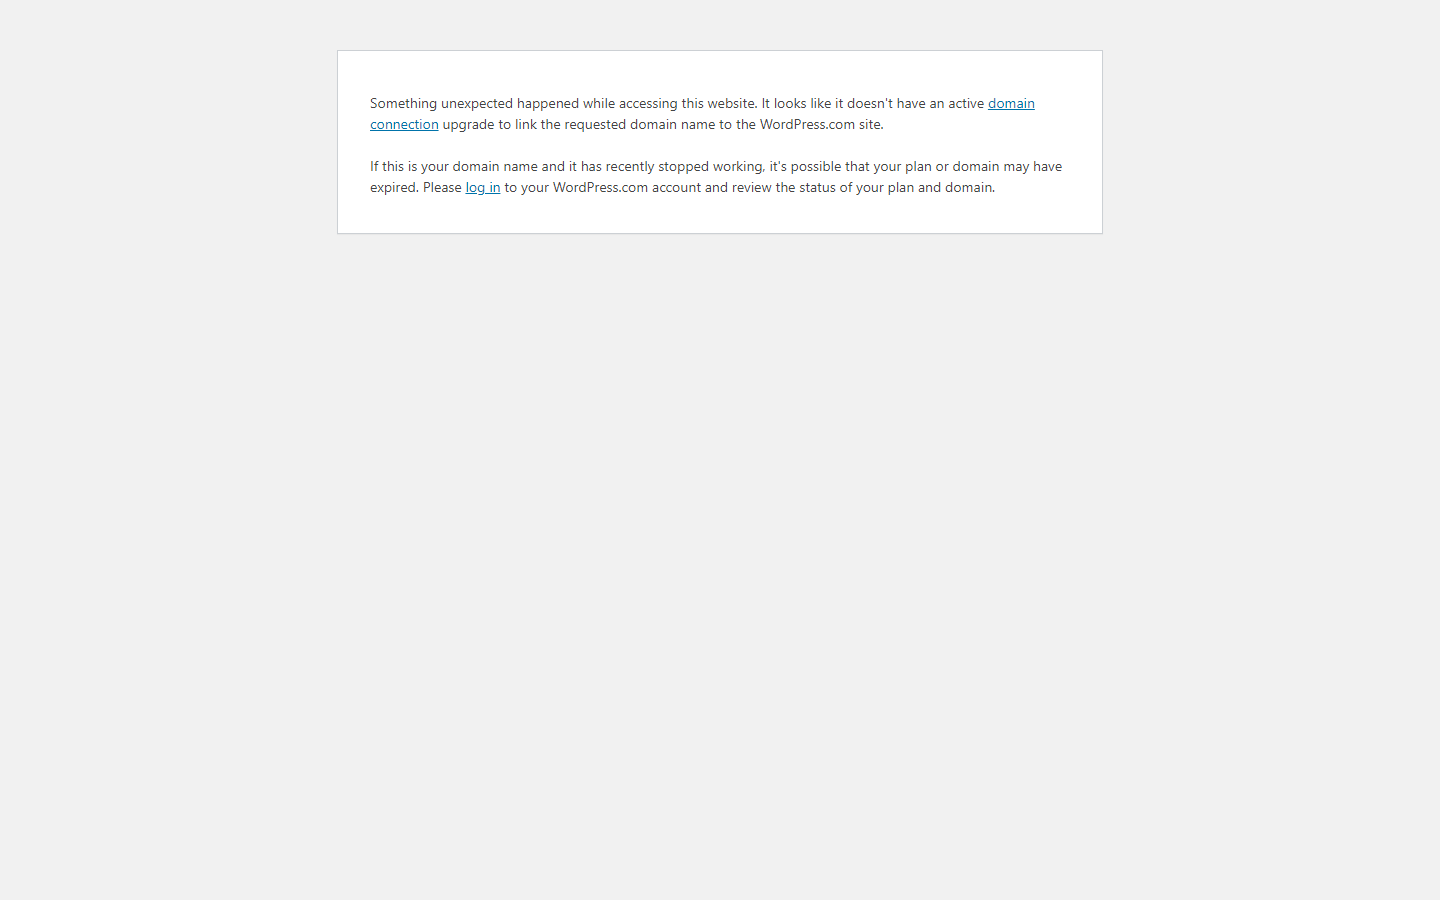 Something unexpected happened while accessing this website. It looks like it doesn't have an active domain
connection upgrade to link the requested domain name to the WordPress.com site.
If this is your domain name and it has recently stopped working, it's possible that your plan or domain may have
expired. Please log in to your WordPress.com account and review the status of your plan and domain.